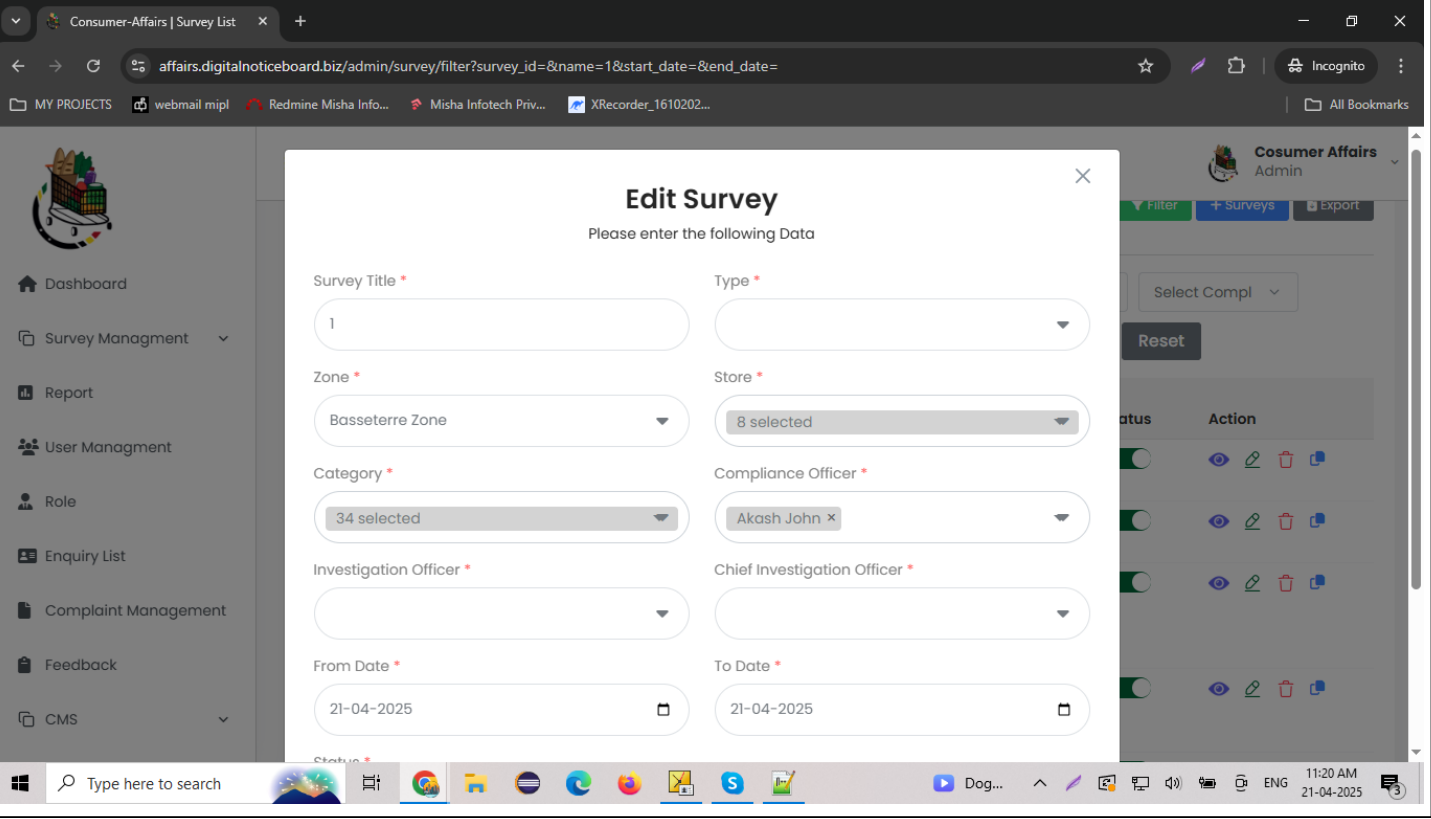 Consumer-Affairs | Survey List
affairs.digitalnoticeboard.biz/admin/survey/filter?survey_id=&name=1&start_date=&end_date=
Incognito
MY PROJECTS
webmail mipl
Redmine Misha Info...
Misha Infotech Priv...
XRecorder_1610202...
All Bookmarks
Cosumer Affairs
Admin
Filter
+ Surveys
Export
Select Compl
Reset
Action
Dashboard
Survey Managment
Report
User Managment
Role
Enquiry List
Complaint Management
Feedback
CMS
Edit Survey
Please enter the following Data
Survey Title *
Type *
1
Zone *
Store *
Basseterre Zone
8 selected
Category *
Compliance Officer *
34 selected
Akash John ×
Investigation Officer *
Chief Investigation Officer *
From Date *
To Date *
21-04-2025
21-04-2025
Status *
Type here to search
Dog...
ENG
11:20 AM
21-04-2025
3